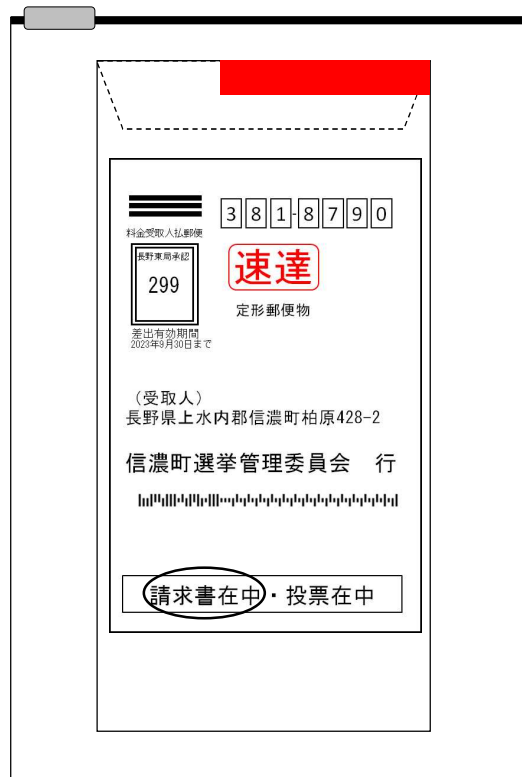 381-8790
料金受取人払郵便
長野東局承認
299
速達
定形郵便物
差出有効期間
2023年9月30日まで
（受取人）
長野県上水内郡信濃町柏原428-2
信濃町選挙管理委員会　行
請求書在中・投票在中